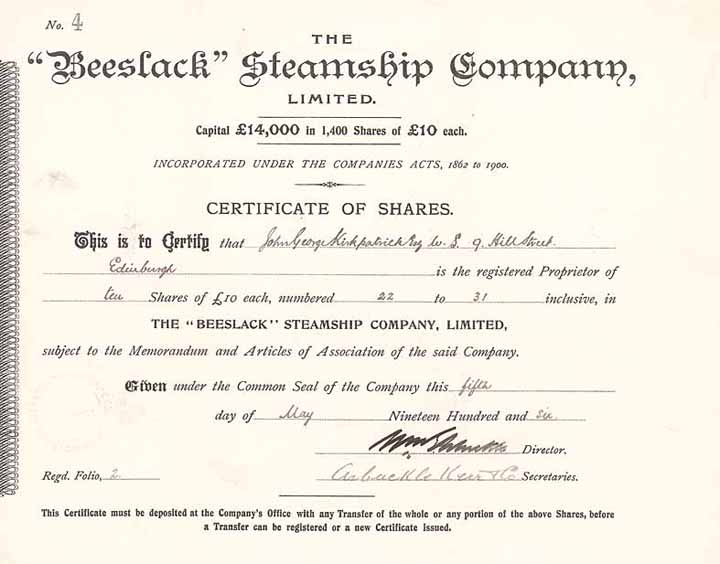 No. 4
THE
"Beeslack" Steamship Company,
LIMITED.
Capital £14,000 in 1,400 Shares of £10 each.
INCORPORATED UNDER THE COMPANIES ACTS, 1862 to 1900.
CERTIFICATE OF SHARES.
This is to Certify that John George Kirkpatrick Esq W. S. 9 Hill Street
Edinburgh is the registered Proprietor of
ten Shares of £10 each, numbered 22 to 31 inclusive, in
THE "BEESLACK" STEAMSHIP COMPANY, LIMITED,
subject to the Memorandum and Articles of Association of the said Company.
Given under the Common Seal of the Company this fifth
day of May Nineteen Hundred and six
Director.
Regd. Folio, 2 Secretaries.
This Certificate must be deposited at the Company's Office with any Transfer of the whole or any portion of the above Shares, before
a Transfer can be registered or a new Certificate issued.